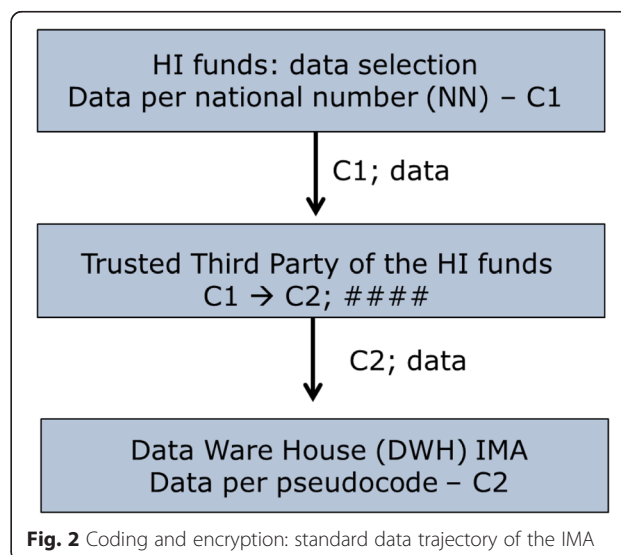 HI funds: data selection
Data per national number (NN) – C1
C1; data
Trusted Third Party of the HI funds
C1 → C2; ####
C2; data
Data Ware House (DWH) IMA
Data per pseudocode – C2
Fig. 2 Coding and encryption: standard data trajectory of the IMA